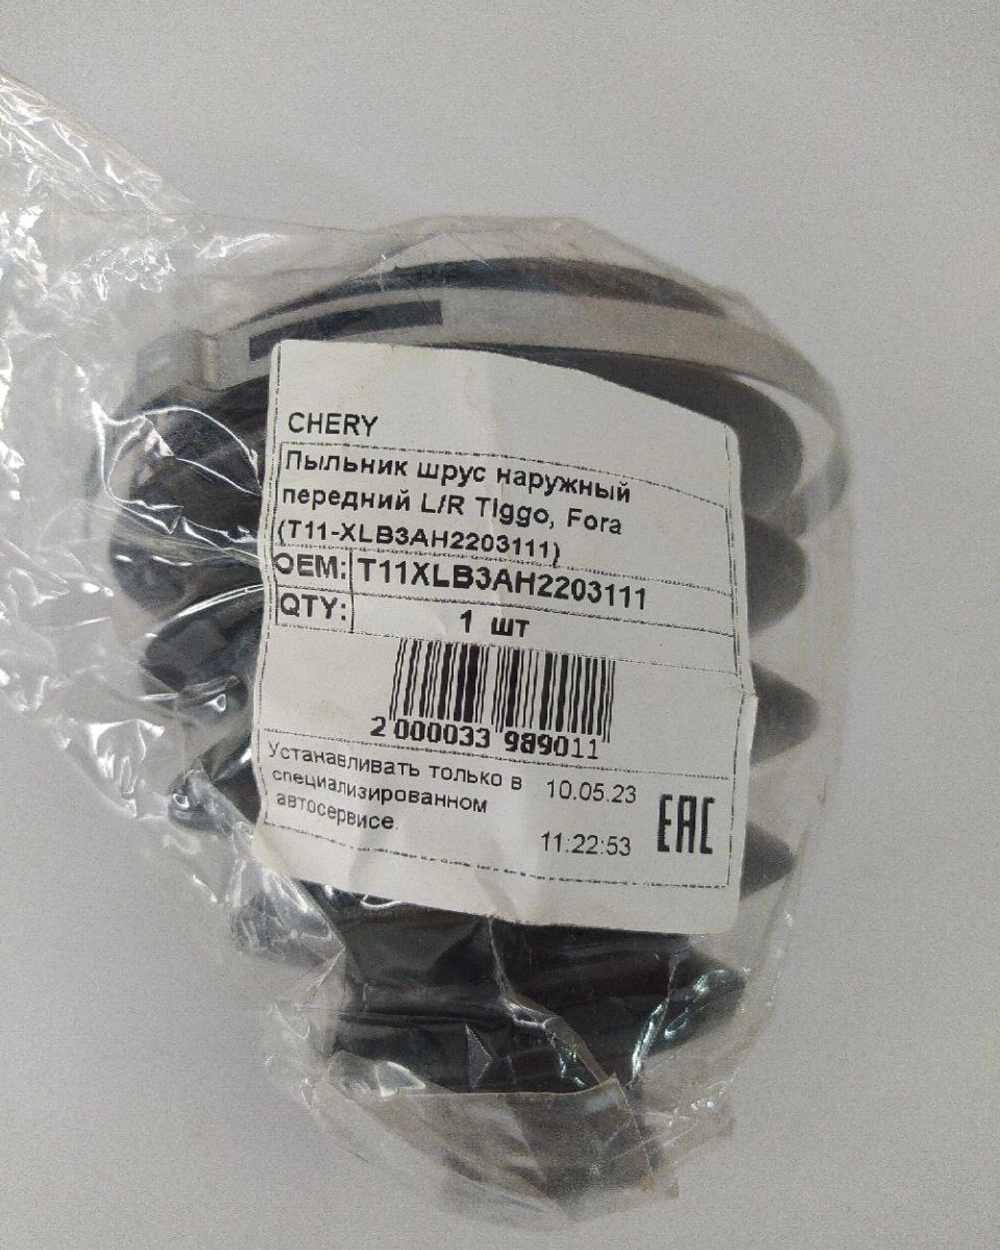 CHERY
Пыльник шрус наружный
передний L/R Tiggo, Fora
(T11-XLB3AH2203111)
OEM: T11XLB3AH2203111
QTY: 1 шт
2 000033 989011
Устанавливать только в
специализированном
автосервисе.
10.05.23
11:22:53
EAC